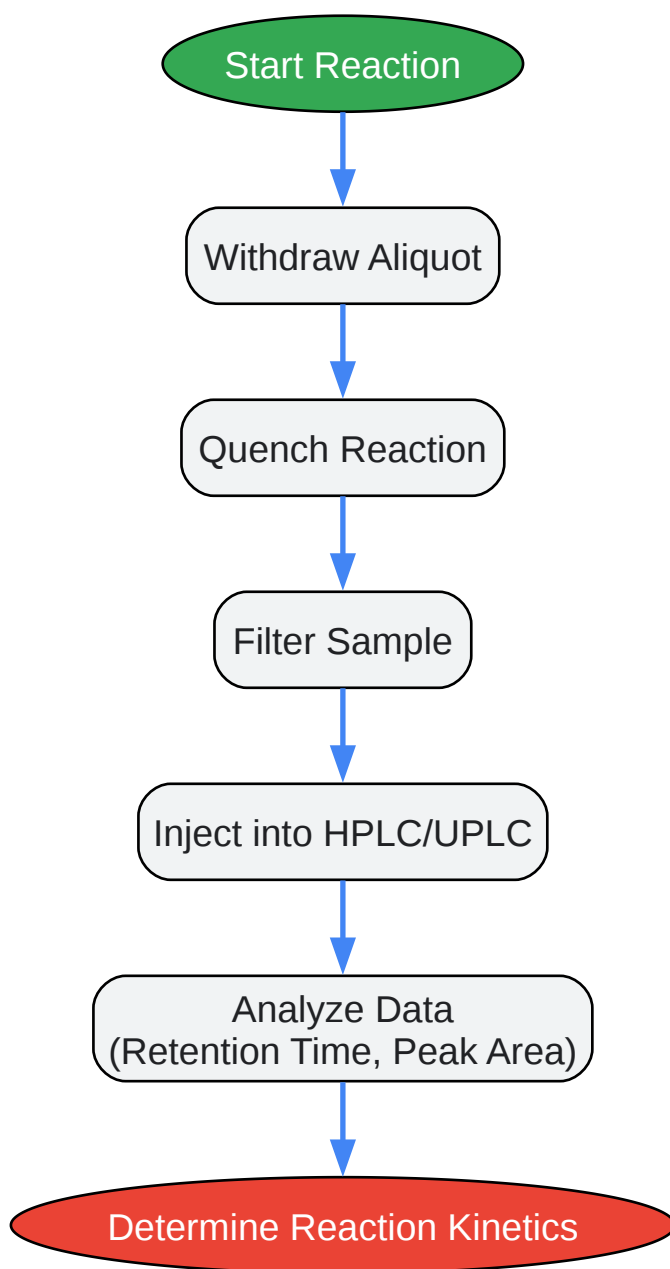 Start Reaction
Withdraw Aliquot
Quench Reaction
Filter Sample
Inject into HPLC/UPLC
Analyze Data
(Retention Time, Peak Area)
Determine Reaction Kinetics